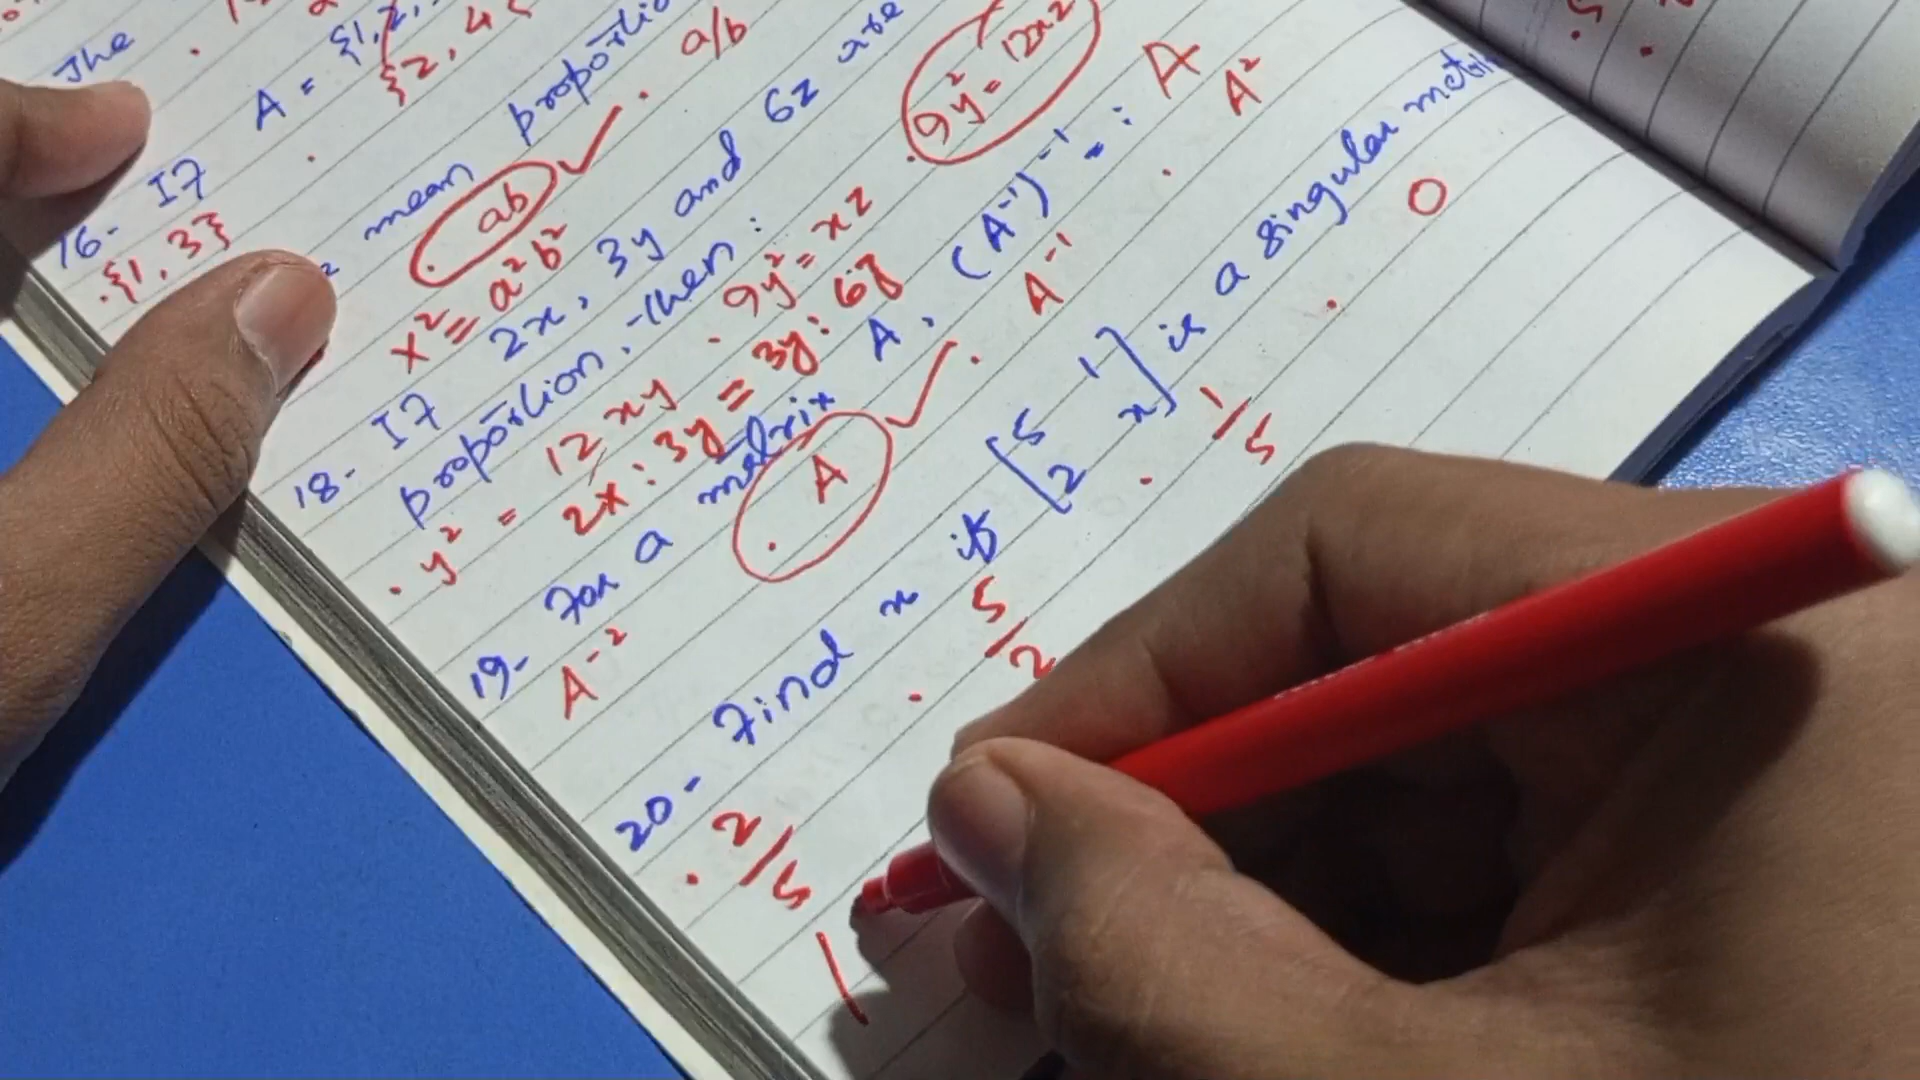 The
A = {1, 2,
{2, 4
16- If
. {1, 3}
mean proportio
. ab ✓ . a/b
x² = a²b²
18- If 2x, 3y and 6z are
proportion, then : . 9y² = 12xz
. y² = 12xy . 9y² = xz
2x : 3y = 3y : 6z
19- For a matrix A, (A⁻¹)⁻¹ = : A
A⁻² . A ✓ . A⁻¹ . A²
20- Find x if [5 1
2 x] is a singular
. 2/5 . 5/2 . 1/5 . 0